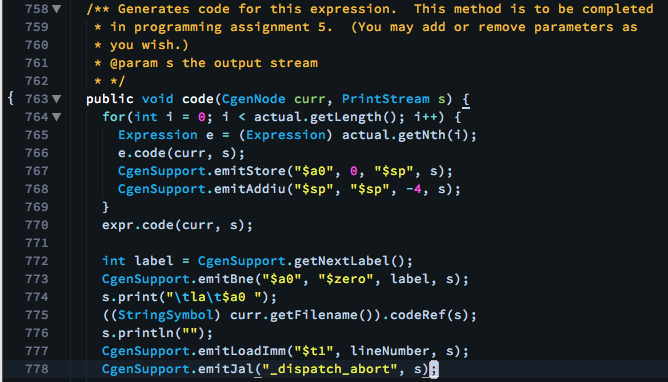 758 ▼ /** Generates code for this expression.  This method is to be completed
759 * in programming assignment 5.  (You may add or remove parameters as
760 * you wish.)
761 * @param s the output stream
762 * */
{ 763 ▼ public void code(CgenNode curr, PrintStream s) {
764 ▼ for(int i = 0; i < actual.getLength(); i++) {
765 Expression e = (Expression) actual.getNth(i);
766 e.code(curr, s);
767 CgenSupport.emitStore("$a0", 0, "$sp", s);
768 CgenSupport.emitAddiu("$sp", "$sp", -4, s);
769 }
770 expr.code(curr, s);
771
772 int label = CgenSupport.getNextLabel();
773 CgenSupport.emitBne("$a0", "$zero", label, s);
774 s.print("\tla\t$a0 ");
775 ((StringSymbol) curr.getFilename()).codeRef(s);
776 s.println("");
777 CgenSupport.emitLoadImm("$t1", lineNumber, s);
778 CgenSupport.emitJal("_dispatch_abort", s);